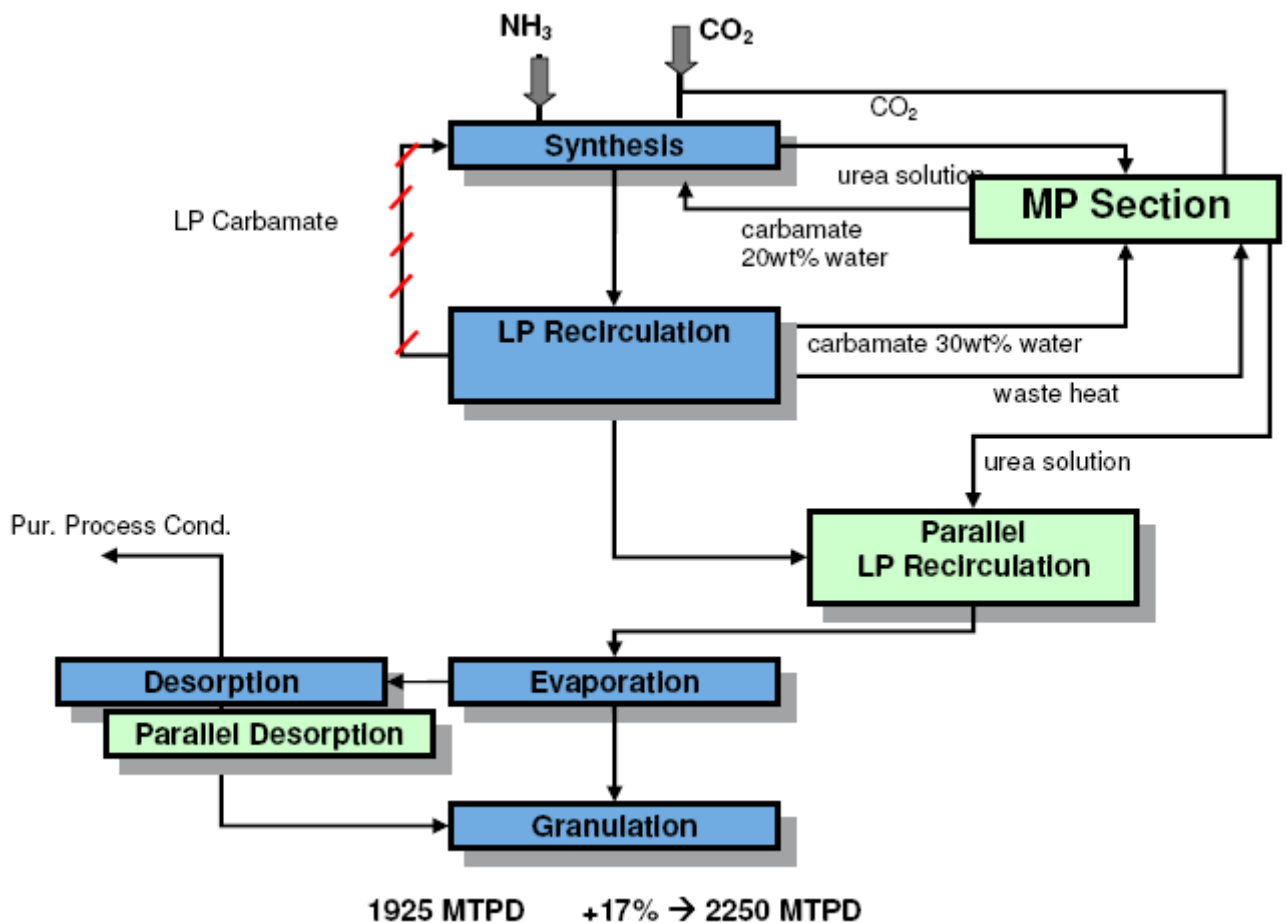 NH₃
CO₂
CO₂
Synthesis
urea solution
MP Section
LP Carbamate
carbamate
20wt% water
LP Recirculation
carbamate 30wt% water
waste heat
urea solution
Pur. Process Cond.
Parallel
LP Recirculation
Desorption
Evaporation
Parallel Desorption
Granulation
1925 MTPD +17% → 2250 MTPD